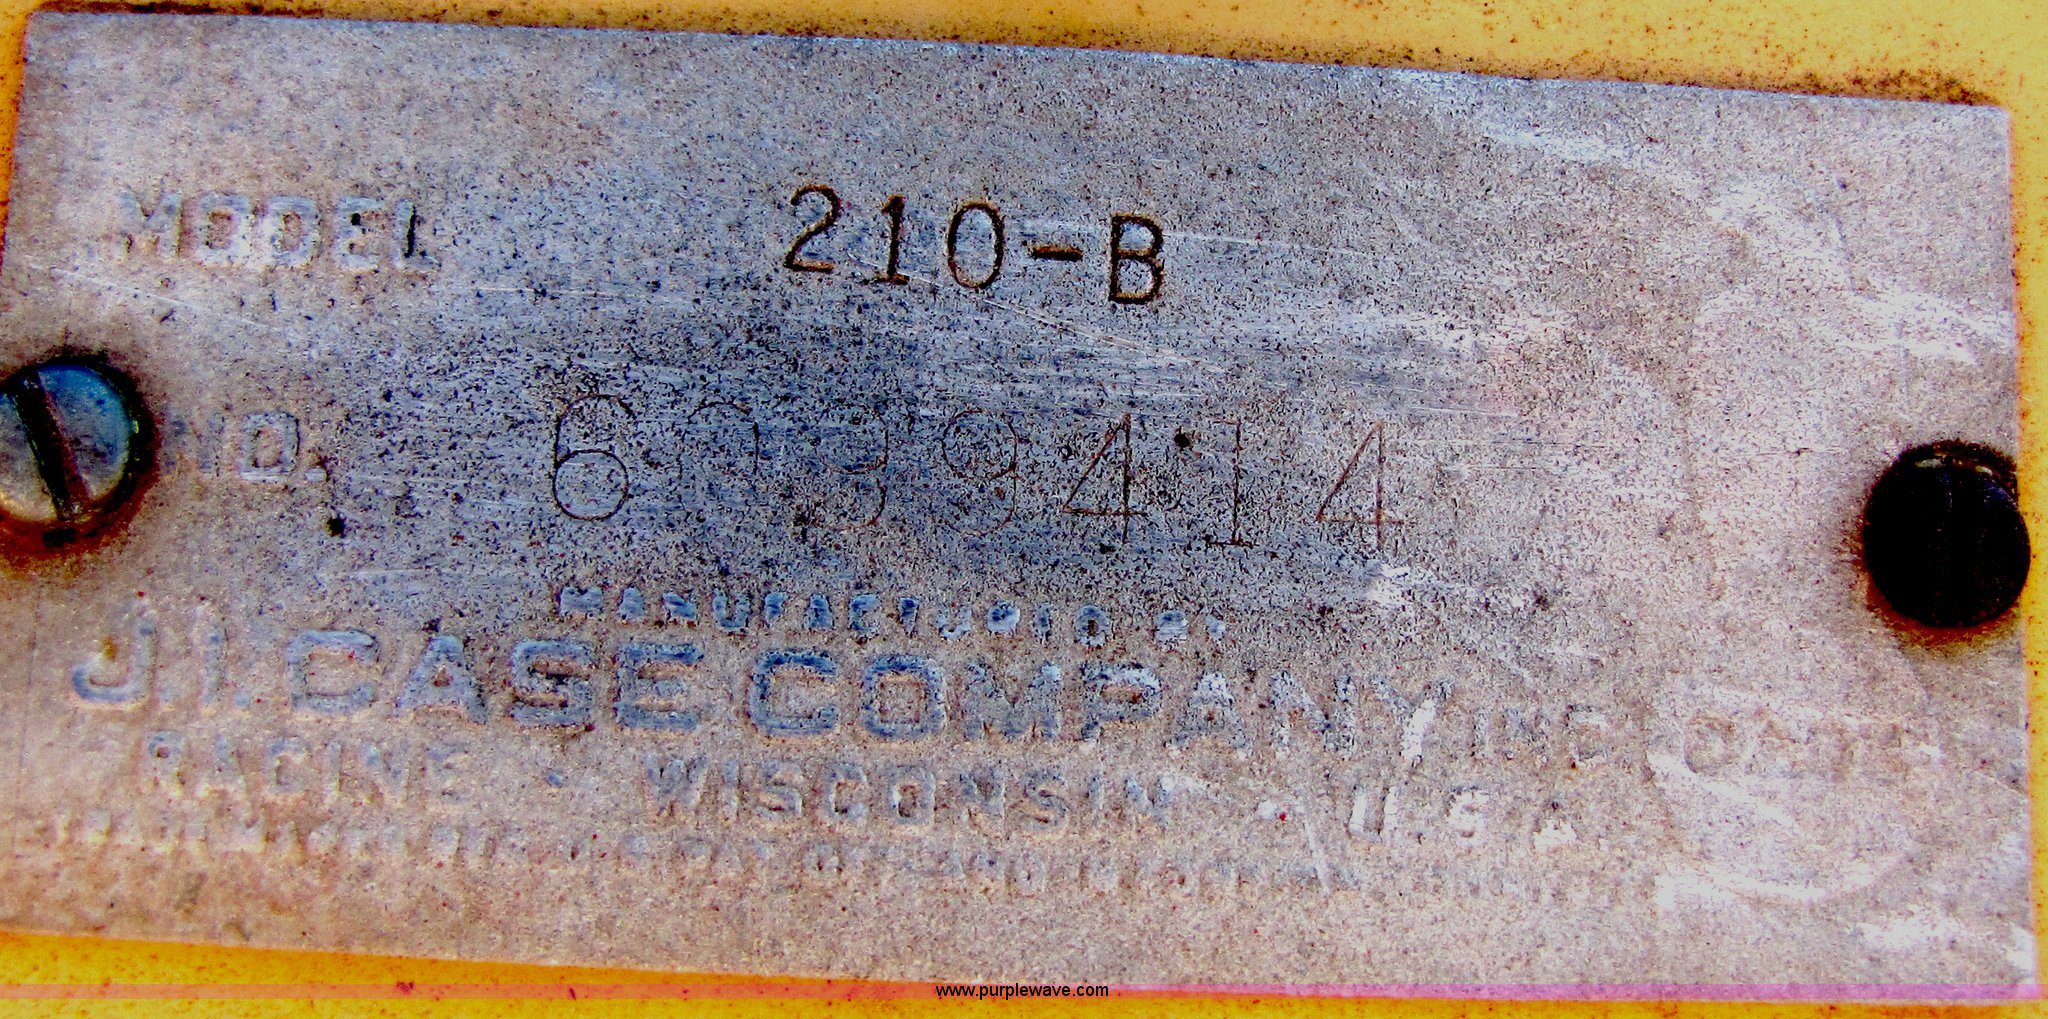 MODEL 210-B
NO. 6099414
MANUFACTURED BY
J.I. CASE COMPANY INC
RACINE - WISCONSIN U.S.A
www.purplewave.com